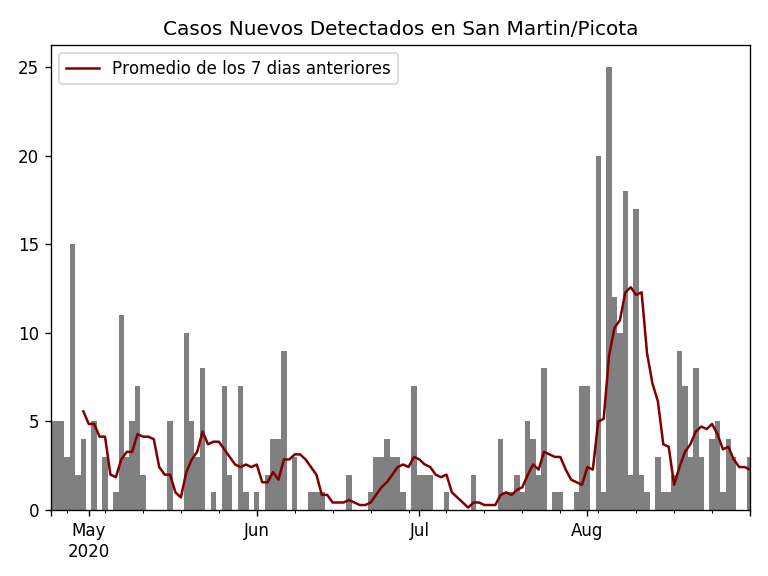 Casos Nuevos Detectados en San Martin/Picota
Promedio de los 7 dias anteriores
25
20
15
10
5
0
May
2020
Jun
Jul
Aug